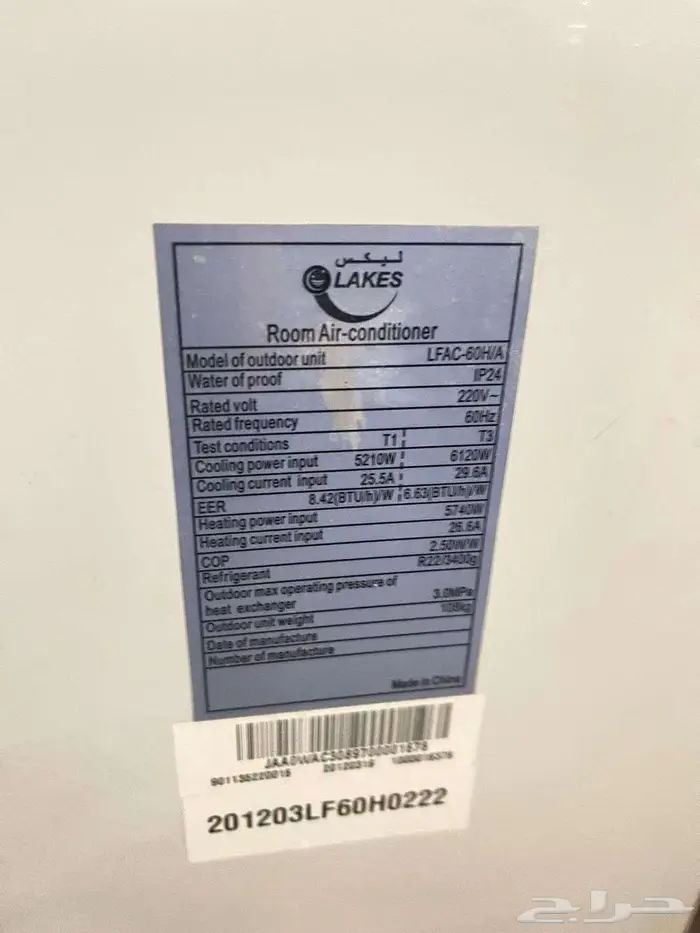 ليكس
LAKES
Room Air-conditioner
Model of outdoor unit LFAC-60H/A
Water of proof IP24
Rated volt 220V~
Rated frequency 60Hz
Test conditions T1 T3
Cooling power input 5210W 6120W
Cooling current input 25.5A 29.6A
EER 8.42(BTU/h)/W 6.63(BTU/h)/W
Heating power input 5740W
Heating current input 26.6A
COP 2.50W/W
Refrigerant R22/3400g
Outdoor max operating pressure of
heat exchanger 3.0MPa
Outdoor unit weight 108kg
Date of manufacture
Number of manufacture
Made in China
901135220015 20120316
201203LF60H0222
حراج